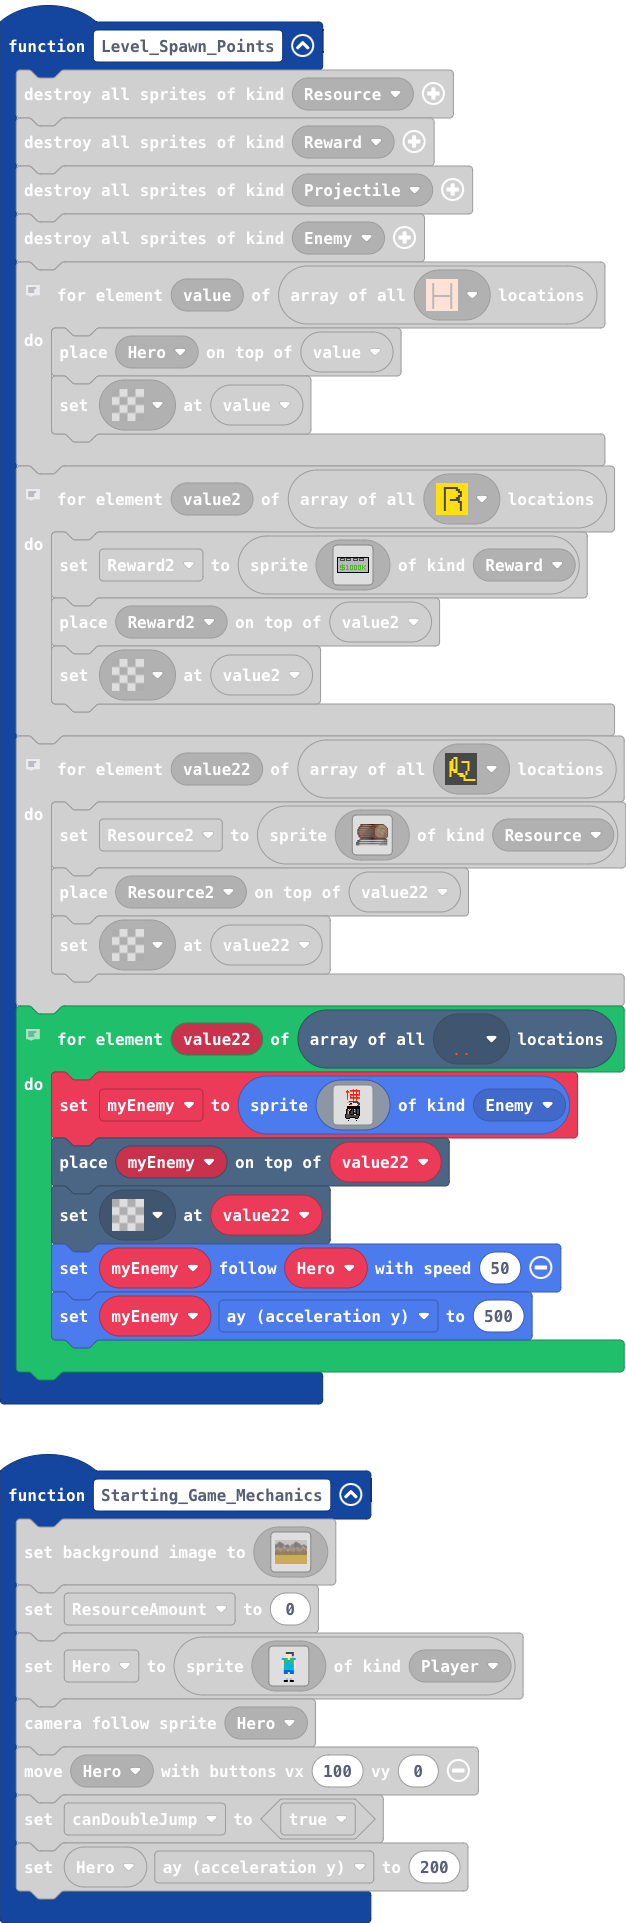 function Level_Spawn_Points
destroy all sprites of kind Resource
destroy all sprites of kind Reward
destroy all sprites of kind Projectile
destroy all sprites of kind Enemy
for element value of array of all H locations
do
place Hero on top of value
set at value
for element value2 of array of all R locations
do
set Reward2 to sprite of kind Reward
place Reward2 on top of value2
set at value2
for element value22 of array of all locations
do
set Resource2 to sprite of kind Resource
place Resource2 on top of value22
set at value22
for element value22 of array of all locations
do
set myEnemy to sprite of kind Enemy
place myEnemy on top of value22
set at value22
set myEnemy follow Hero with speed 50
set myEnemy ay (acceleration y) to 500
function Starting_Game_Mechanics
set background image to
set ResourceAmount to 0
set Hero to sprite of kind Player
camera follow sprite Hero
move Hero with buttons vx 100 vy 0
set canDoubleJump to true
set Hero ay (acceleration y) to 200